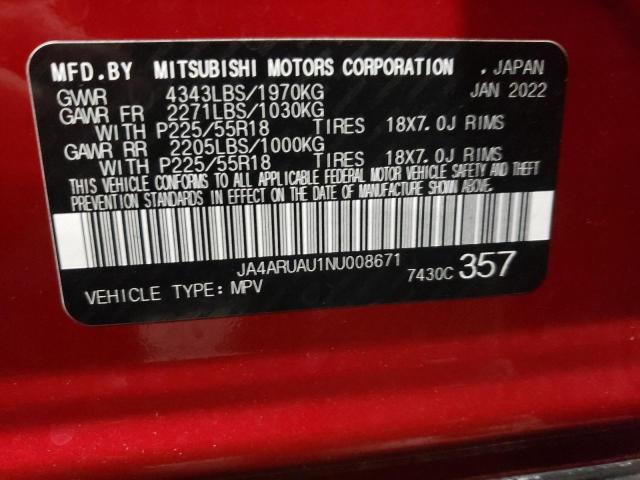 MFD.BY MITSUBISHI MOTORS CORPORATION . JAPAN
GVWR 4343LBS/1970KG JAN 2022
GAWR FR 2271LBS/1030KG
WITH P225/55R18 TIRES 18X7.0J RIMS
GAWR RR 2205LBS/1000KG
WITH P225/55R18 TIRES 18X7.0J RIMS
THIS VEHICLE CONFORMS TO ALL APPLICABLE FEDERAL MOTOR VEHICLE SAFETY AND THEFT
PREVENTION STANDARDS IN EFFECT ON THE DATE OF MANUFACTURE SHOWN ABOVE.
JA4ARUAU1NU008671
VEHICLE TYPE: MPV 7430C 357